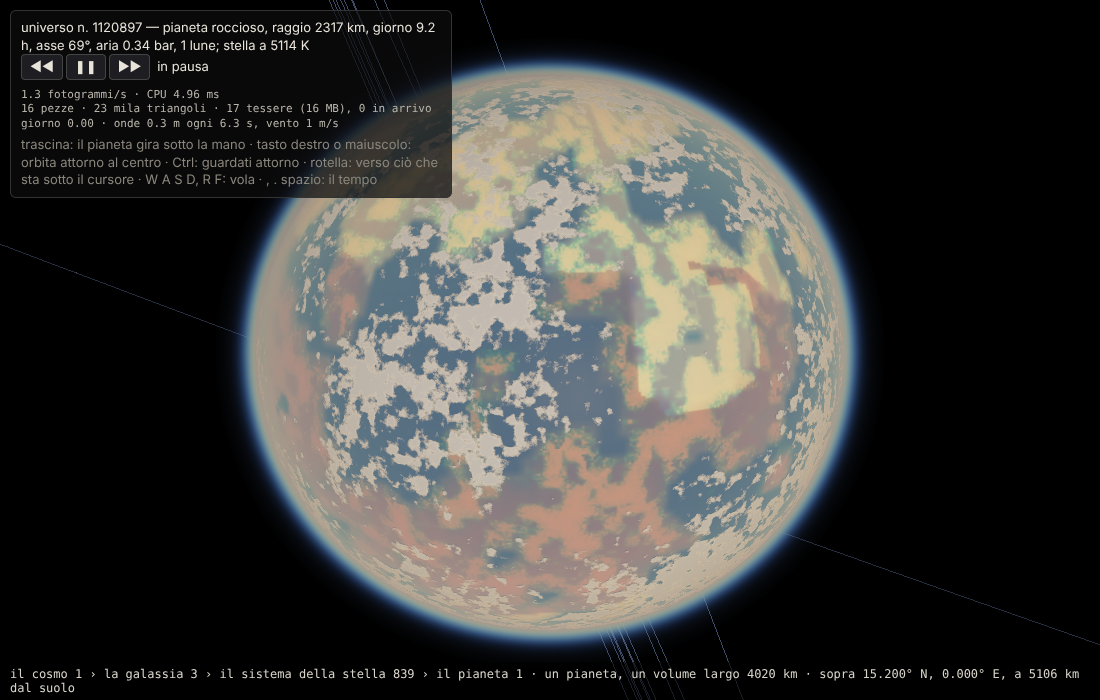 universo n. 1120897 — pianeta roccioso, raggio 2317 km, giorno 9.2
h, asse 69°, aria 0.34 bar, 1 lune; stella a 5114 K
in pausa
1.3 fotogrammi/s · CPU 4.96 ms
16 pezze · 23 mila triangoli · 17 tessere (16 MB), 0 in arrivo
giorno 0.00 · onde 0.3 m ogni 6.3 s, vento 1 m/s
trascina: il pianeta gira sotto la mano · tasto destro o maiuscolo:
orbita attorno al centro · Ctrl: guardati attorno · rotella: verso ciò che
sta sotto il cursore · W A S D, R F: vola · , . spazio: il tempo
il cosmo 1 › la galassia 3 › il sistema della stella 839 › il pianeta 1 · un pianeta, un volume largo 4020 km · sopra 15.200° N, 0.000° E, a 5106 km
dal suolo